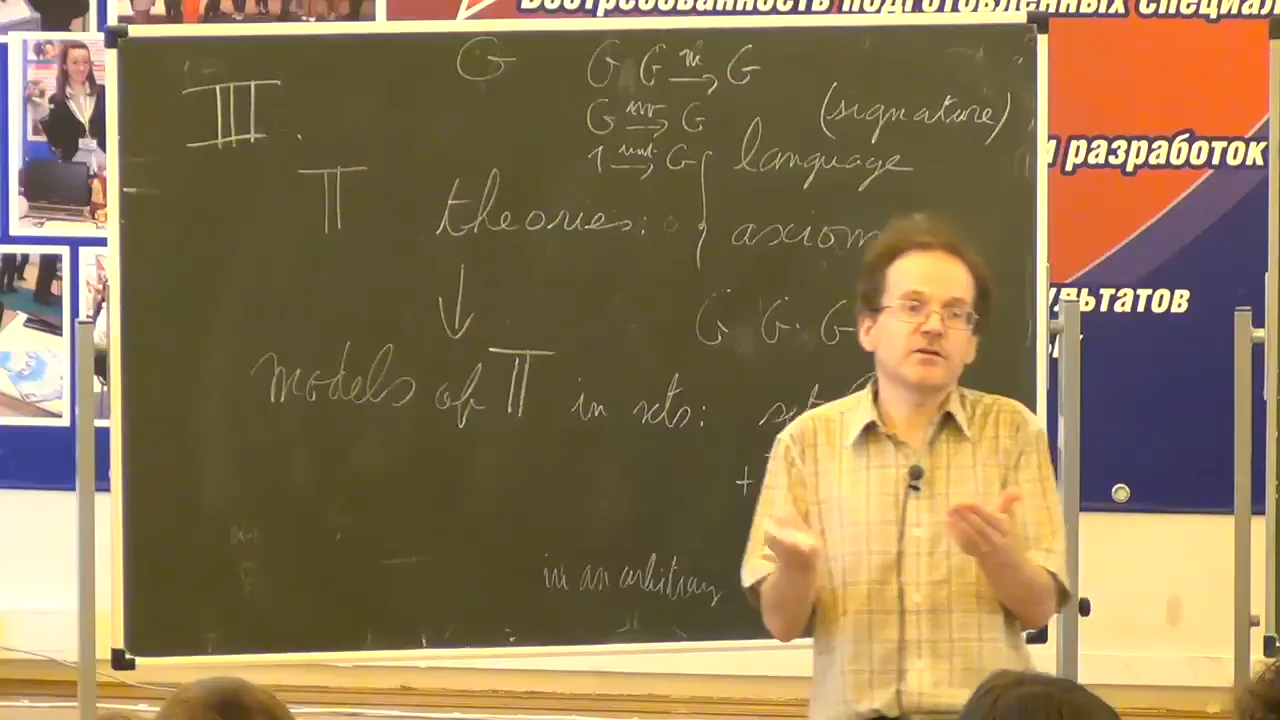 Востребованность подготовленных специал
разработок
ультатов
III.
G
G G m→ G
G inv→ G
1 unit→ G
(signature)
language
𝕋 theories:
axiom
↓
G G G
models of 𝕋 in sets: set
+
in an arbitrary